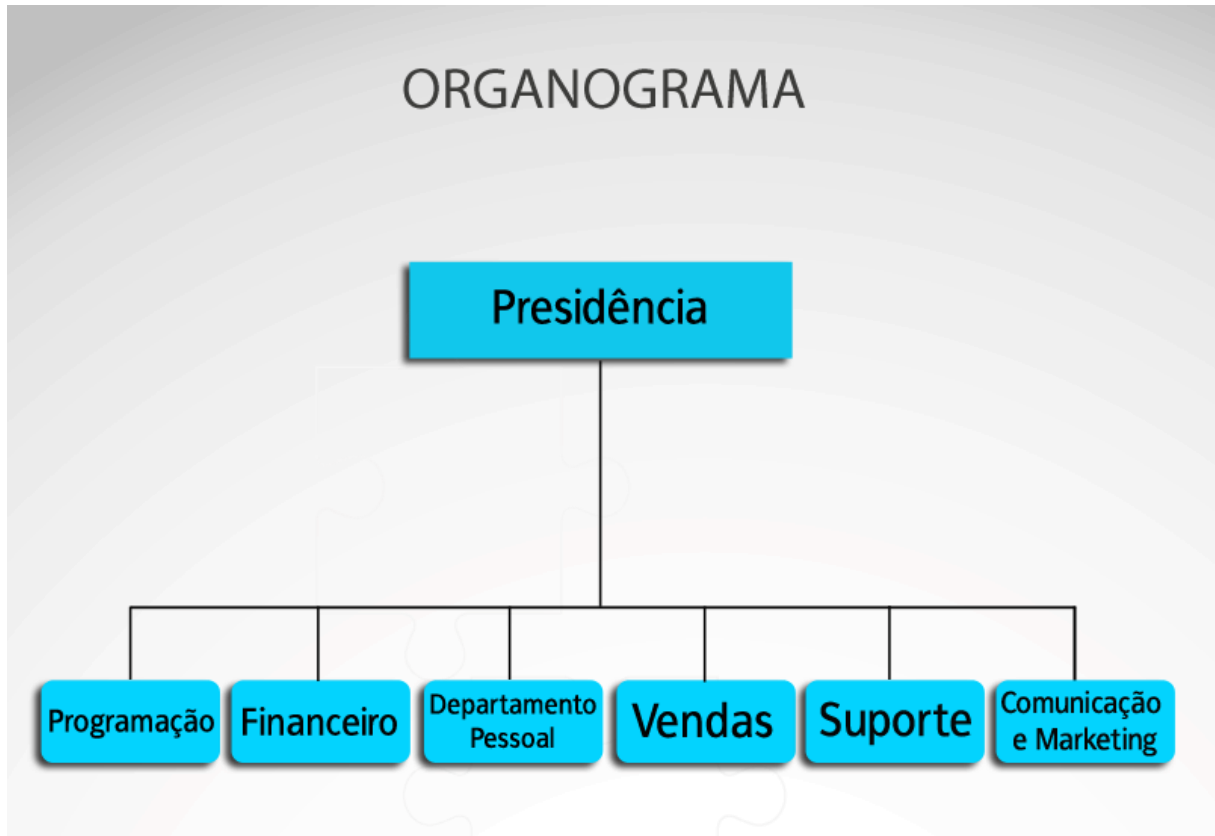 ORGANOGRAMA
Presidência
Programação
Financeiro
Departamento
Pessoal
Vendas
Suporte
Comunicação
e Marketing